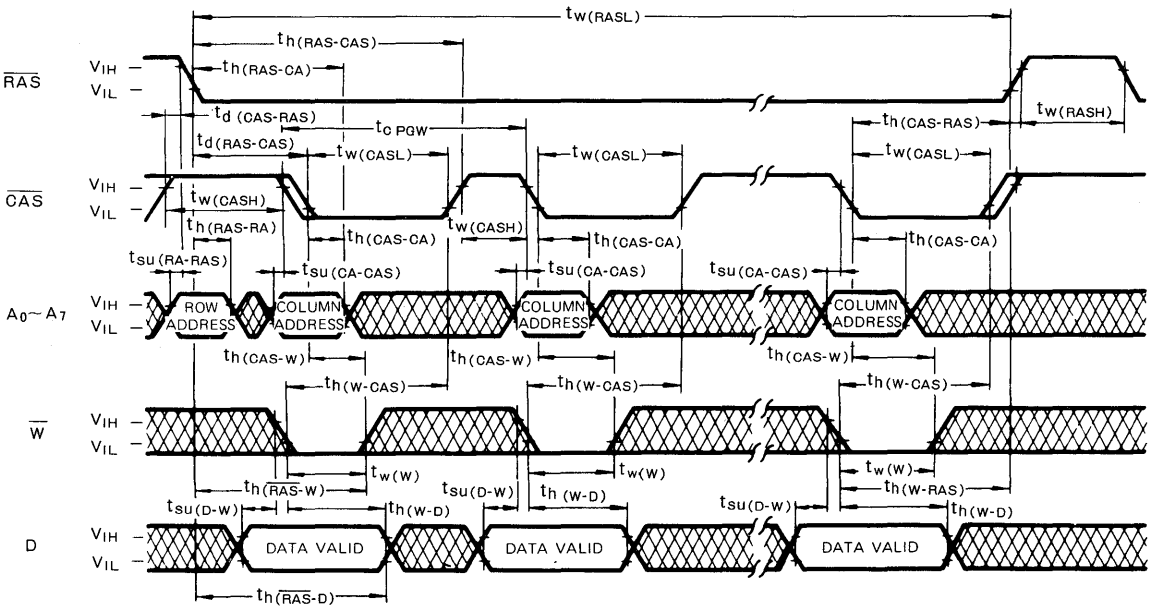 tw(RASL)
th(RAS-CAS)
th(RAS-CA)
RAS
VIH
VIL
td(CAS-RAS)
tc PGW
th(CAS-RAS)
tw(RASH)
td(RAS-CAS)
tw(CASL)
tw(CASL)
tw(CASL)
CAS
VIH
VIL
tw(CASH)
tw(CASH)
th(RAS-RA)
th(CAS-CA)
th(CAS-CA)
th(CAS-CA)
tsu(RA-RAS)
tsu(CA-CAS)
tsu(CA-CAS)
tsu(CA-CAS)
A0~A7
VIH
VIL
ROW ADDRESS
COLUMN ADDRESS
COLUMN ADDRESS
COLUMN ADDRESS
th(CAS-W)
th(CAS-W)
th(CAS-W)
th(W-CAS)
th(W-CAS)
th(W-CAS)
W
VIH
VIL
tw(W)
tw(W)
tw(W)
th(RAS-W)
th(W-RAS)
tsu(D-W)
th(W-D)
tsu(D-W)
th(W-D)
tsu(D-W)
th(W-D)
D
VIH
VIL
DATA VALID
DATA VALID
DATA VALID
th(RAS-D)